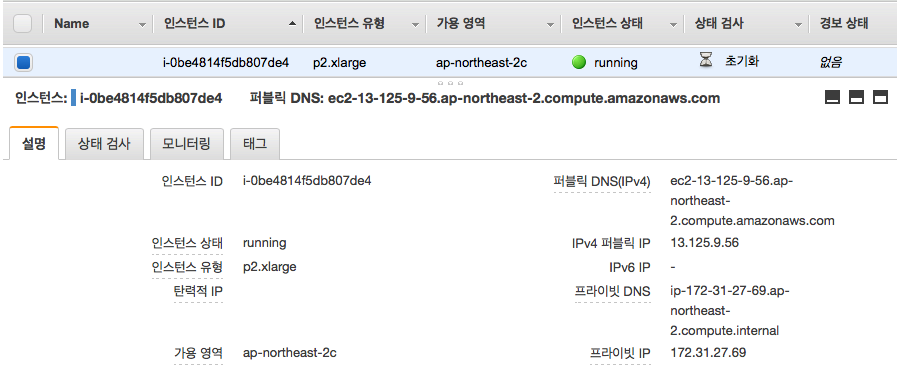 Name 인스턴스 ID 인스턴스 유형 가용 영역 인스턴스 상태 상태 검사 경보 상태
i-0be4814f5db807de4 p2.xlarge ap-northeast-2c running 초기화 없음
인스턴스: i-0be4814f5db807de4 퍼블릭 DNS: ec2-13-125-9-56.ap-northeast-2.compute.amazonaws.com
설명 상태 검사 모니터링 태그
인스턴스 ID i-0be4814f5db807de4 퍼블릭 DNS(IPv4) ec2-13-125-9-56.ap-
northeast-
2.compute.amazonaws.com
인스턴스 상태 running IPv4 퍼블릭 IP 13.125.9.56
인스턴스 유형 p2.xlarge IPv6 IP -
탄력적 IP 프라이빗 DNS ip-172-31-27-69.ap-
northeast-
2.compute.internal
가용 영역 ap-northeast-2c 프라이빗 IP 172.31.27.69